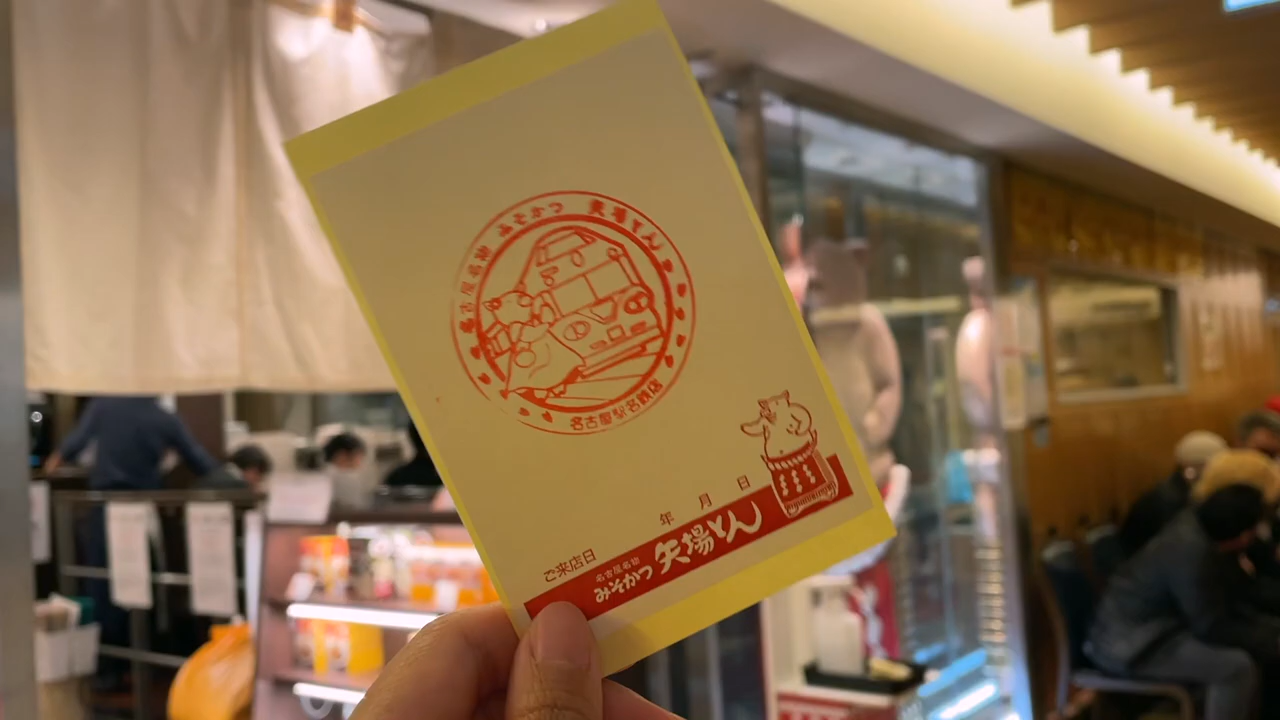 名古屋名物 みそかつ 矢場とん
名古屋駅名鉄店
年 月 日
ご来店日
名古屋名物
みそかつ 矢場とん